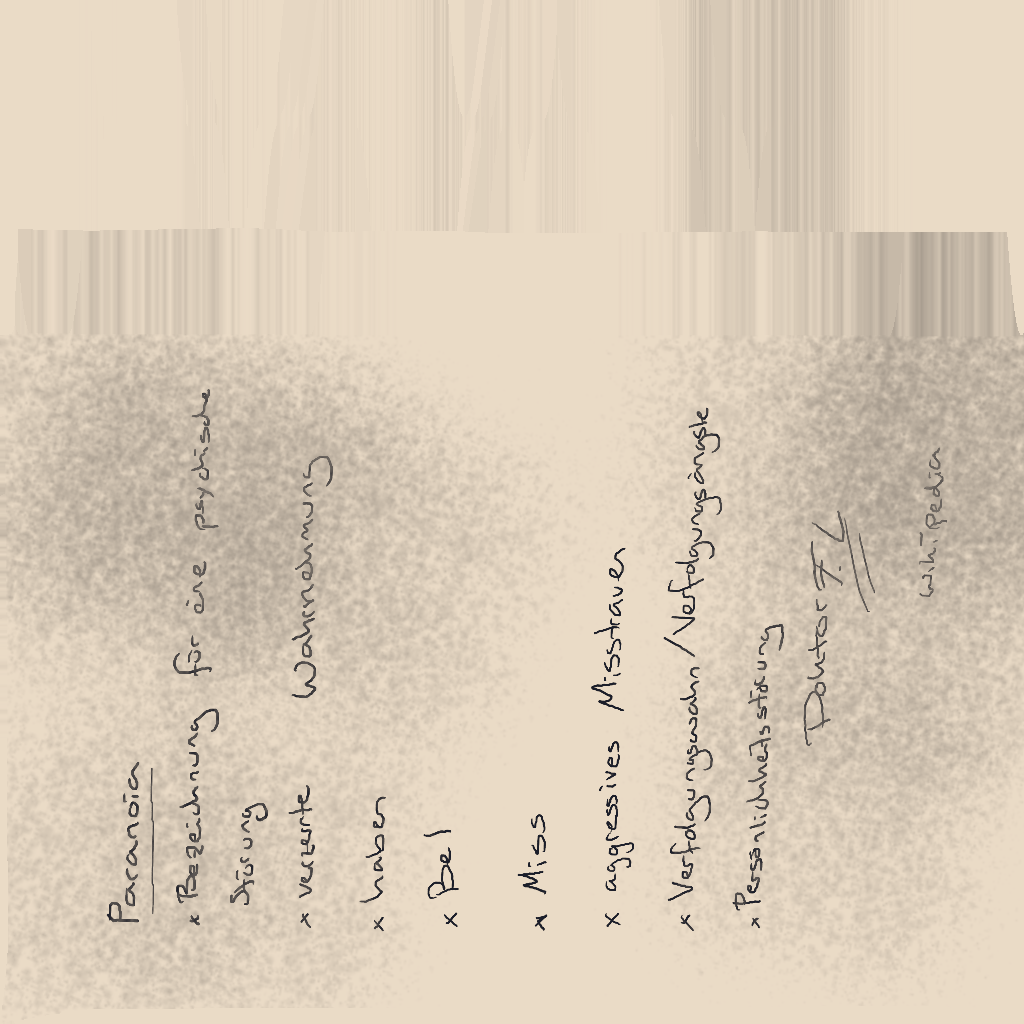 Paranoia
x Bezeichnung für eine psychische
Störung
x verzerrte Wahrnehmung
x haben
x Bel
x Miss
x aggressives Misstrauen
x Verfolgungswahn/Verfolgungsängste
x Persönlichkeitsstörung
Doktor F. L
Wikipedia